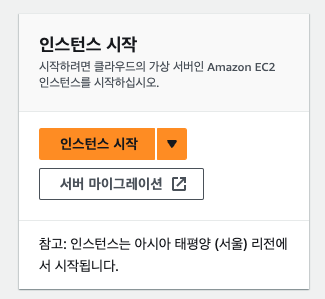 인스턴스 시작
시작하려면 클라우드의 가상 서버인 Amazon EC2
인스턴스를 시작하십시오.
인스턴스 시작
서버 마이그레이션
참고: 인스턴스는 아시아 태평양 (서울) 리전에
서 시작됩니다.